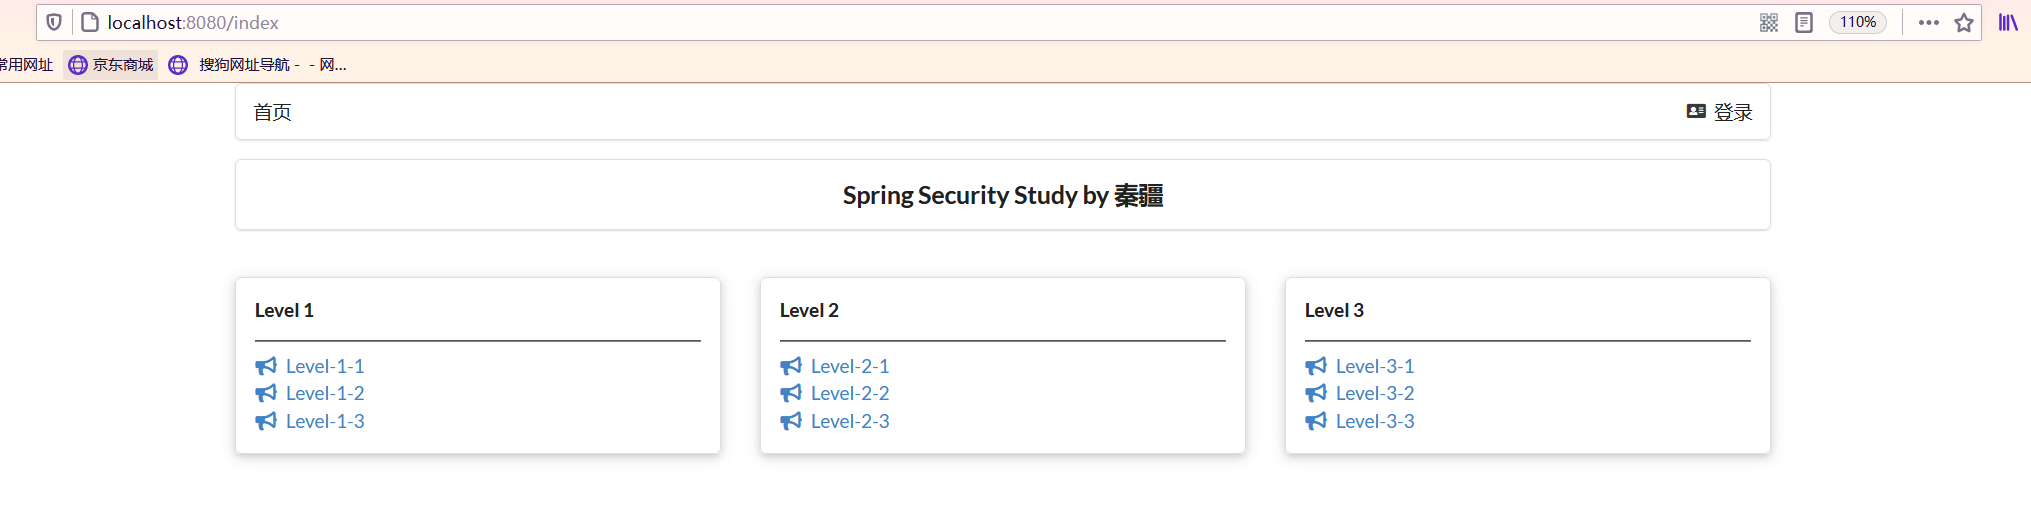 localhost:8080/index 110%
常用网址 京东商城 搜狗网址导航 - - 网...
首页 登录
Spring Security Study by 秦疆
Level 1
Level-1-1
Level-1-2
Level-1-3
Level 2
Level-2-1
Level-2-2
Level-2-3
Level 3
Level-3-1
Level-3-2
Level-3-3